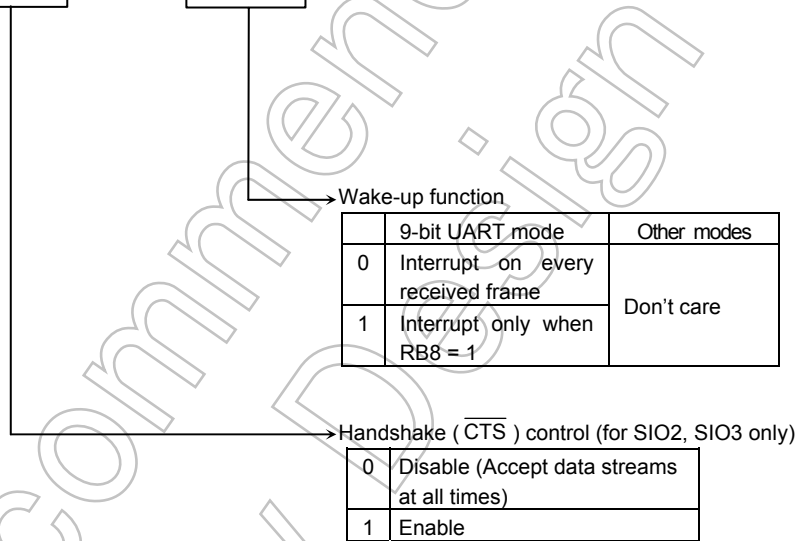 Wake-up function
9-bit UART mode Other modes
0 Interrupt on every
received frame
Don't care
1 Interrupt only when
RB8 = 1
Handshake ( C̅T̅S̅ ) control (for SIO2, SIO3 only)
0 Disable (Accept data streams
at all times)
1 Enable